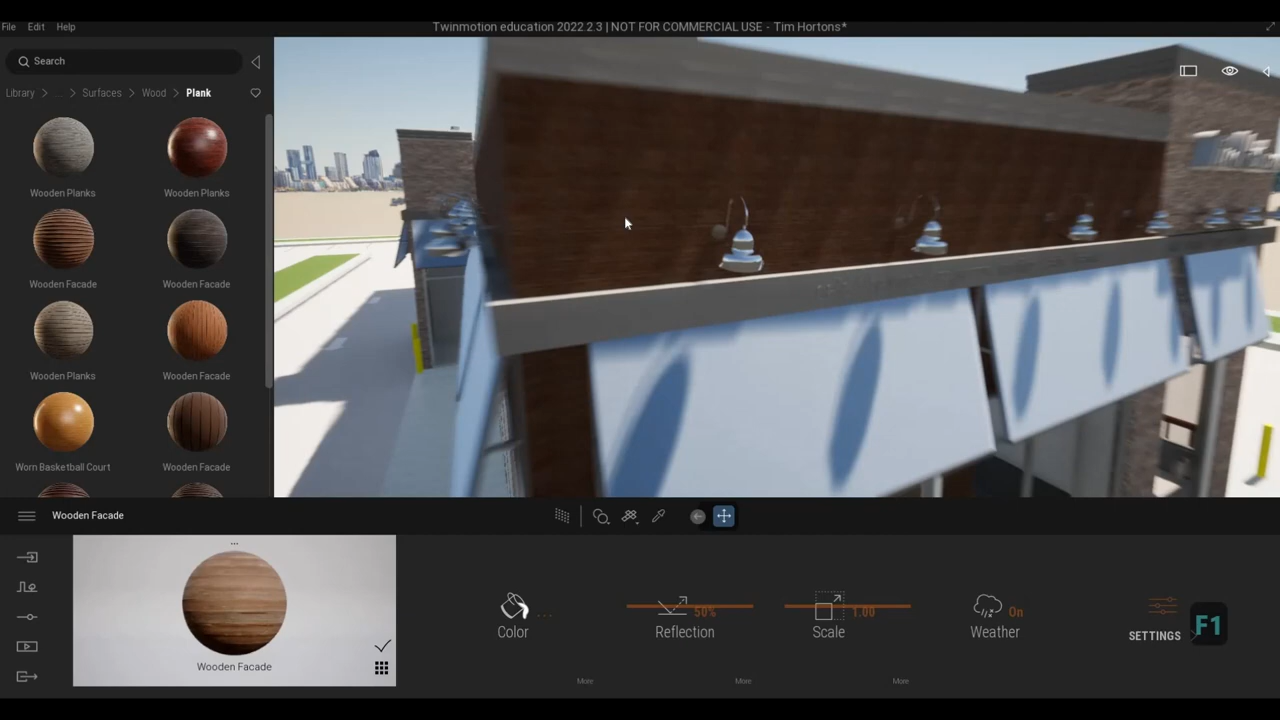 Twinmotion education 2022.2 3 | NOT FOR COMMERCIAL USE - Tim Hortons*
File Edit Help
Search
Library > ... > Surfaces > Wood > Plank
Wooden Planks Wooden Planks
Wooden Facade Wooden Facade
Wooden Planks Wooden Facade
Worn Basketball Court Wooden Facade
Wooden Facade
Wooden Facade
...
Color
Reflection 50%
Scale 1.00
Weather On
SETTINGS
F1
More More More